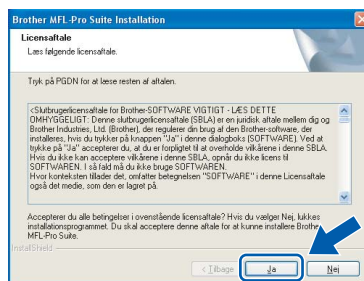 Brother MFL-Pro Suite Installation
Licensaftale
Læs følgende licensaftale.
Tryk på PGDN for at læse resten af aftalen.
<Slutbrugerlicensaftale for Brother-SOFTWARE VIGTIGT - LÆS DETTE
OMHYGGELIGT: Denne slutbrugerlicensaftale (SBLA) er en juridisk aftale mellem dig og
Brother Industries, Ltd. (Brother), der regulerer din brug af den Brother-software, der
installeres, hvis du trykker på knappen "Ja" i denne dialogboks (SOFTWARE). Ved at
trykke på "Ja" accepterer du, at du er forpligtet til at overholde vilkårene i denne SBLA.
Hvis du ikke kan acceptere vilkårene i denne SBLA, opnår du ikke licens til
SOFTWAREN. I så fald må du ikke bruge SOFTWAREN.
Hvor konteksten tillader det, omfatter betegnelsen "SOFTWARE" i denne Licensaftale
også det medie, som den er lagret på.
Accepterer du alle betingelser i ovenstående licensaftale? Hvis du vælger Nej, lukkes
installationsprogrammet. Du skal acceptere denne aftale for at kunne installere Brother
MFL-Pro Suite.
InstallShield
< Tilbage
Ja
Nej